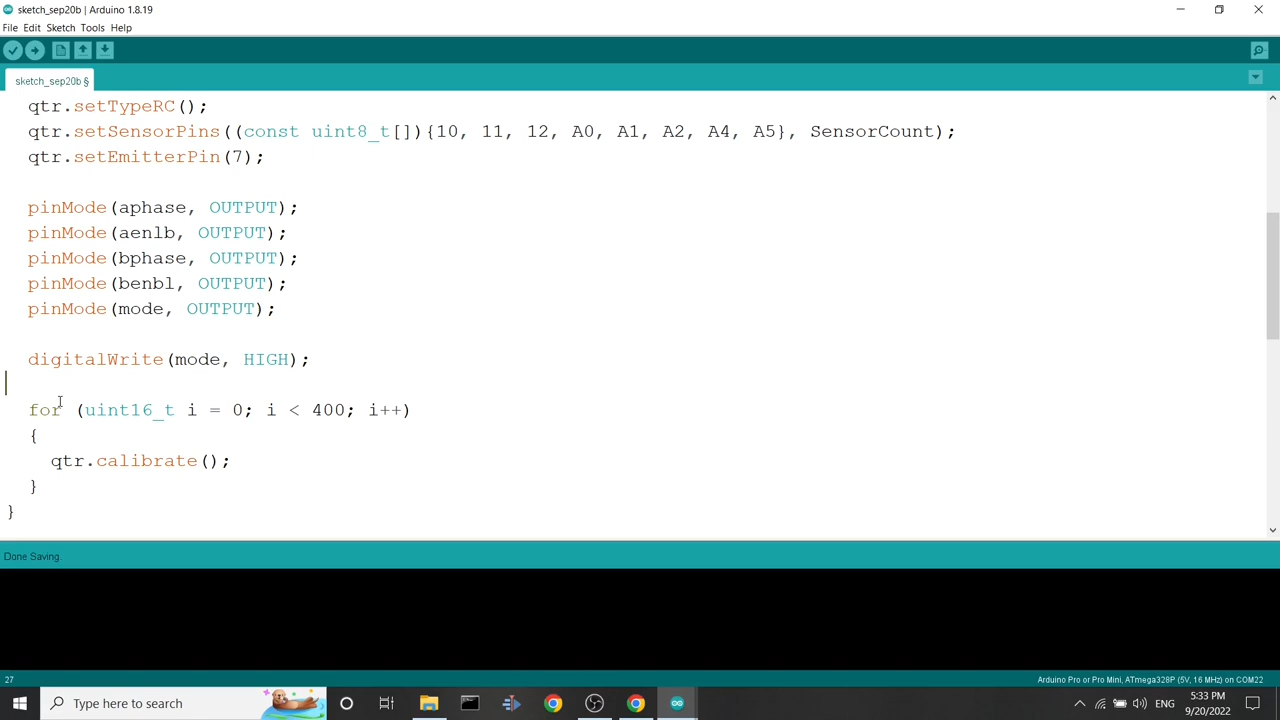 sketch_sep20b | Arduino 1.8.19
File Edit Sketch Tools Help
sketch_sep20b §
qtr.setTypeRC();
qtr.setSensorPins((const uint8_t[]){10, 11, 12, A0, A1, A2, A4, A5}, SensorCount);
qtr.setEmitterPin(7);
pinMode(aphase, OUTPUT);
pinMode(aenlb, OUTPUT);
pinMode(bphase, OUTPUT);
pinMode(benbl, OUTPUT);
pinMode(mode, OUTPUT);
digitalWrite(mode, HIGH);
for (uint16_t i = 0; i < 400; i++)
{
qtr.calibrate();
}
}
Done Saving.
27
Arduino Pro or Pro Mini, ATmega328P (5V, 16 MHz) on COM22
Type here to search
ENG
5:33 PM
9/20/2022